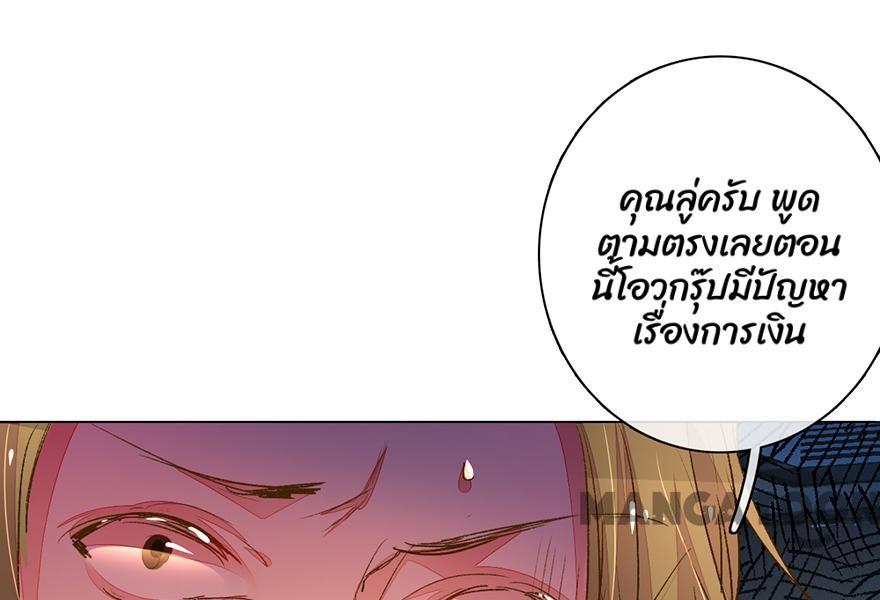 คุณลู่ครับ พูด
ตามตรงเลยตอน
นี้โอวกรุ๊ปมีปัญหา
เรื่องการเงิน
MANGA